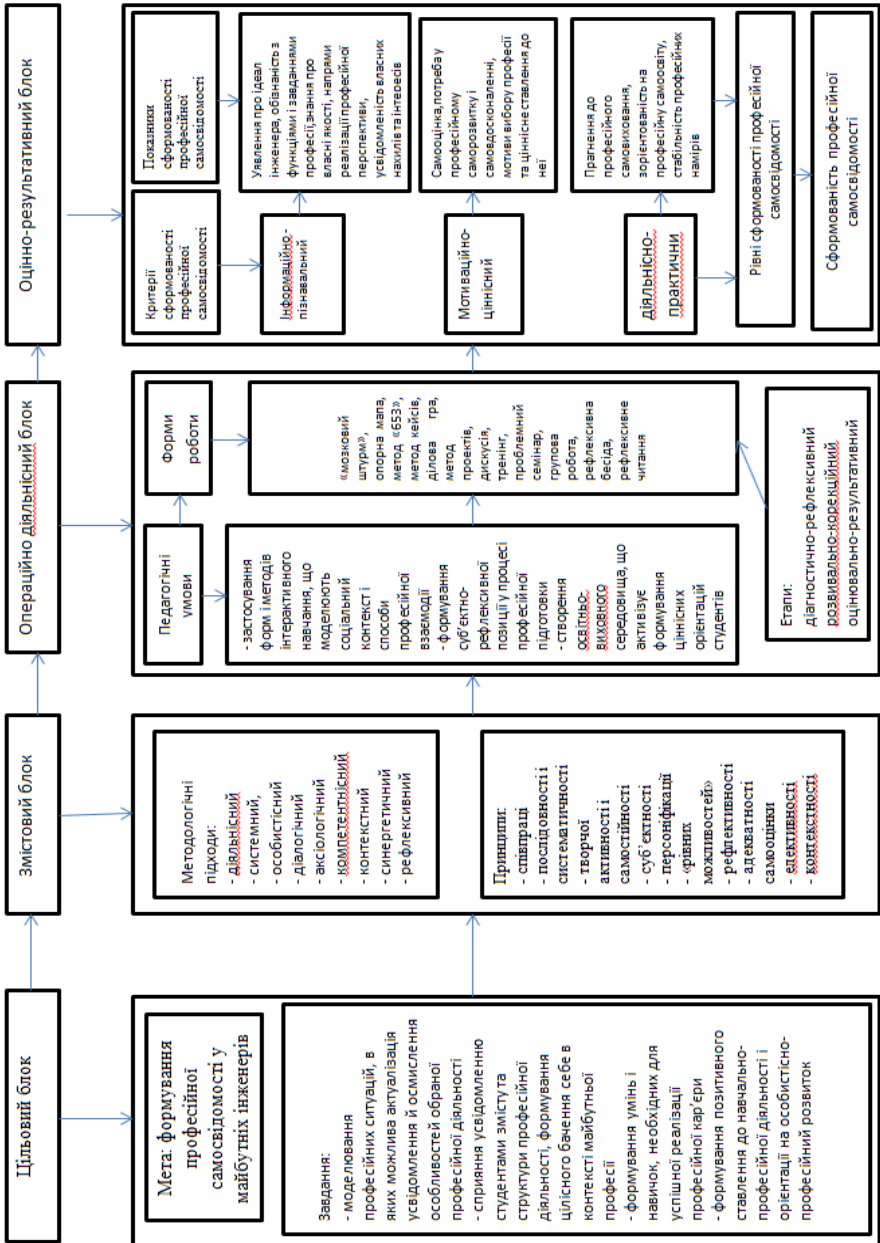 Цільовий блок
Мета: формування
професійної
самосвідомості у
майбутніх інженерів
Завдання:
- моделювання
професійних ситуацій, в
яких можлива актуалізація
усвідомлення й осмислення
особливостей обраної
професійної діяльності
- сприяння усвідомленню
студентами змісту та
структури професійної
діяльності, формування
цілісного бачення себе в
контексті майбутньої
професії
- формування умінь і
навичок, необхідних для
успішної реалізації
професійної кар’єри
- формування позитивного
ставлення до навчально-
професійної діяльності і
орієнтації на особистісно-
професійний розвиток
Змістовий блок
Методологічні
підходи:
- діяльнісний
- системний,
- особистісний
- діалогічний
- аксіологічний
- компетентнісний
- контекстний
- синергетичний
- рефлексивний
Принципи:
- співпраці
- послідовності і
систематичності
- творчої
активності і
самостійності
- суб’єктності
- персоніфікації
- «рівних
можливостей»
- рефлективності
- адекватності
самооцінки
- елективності
- контекстності
Операційно діяльнісний блок
Педагогічні
умови
- застосування
форм і методів
інтерактивного
навчання, що
моделюють
соціальний
контекст і
способи
професійної
взаємодії
- формування
суб’єктно-
рефлексивної
позиції у процесі
професійної
підготовки
- створення
освітньо-
виховного
середовища, що
активізує
формування
ціннісних
орієнтацій
студентів
Форми
роботи
«мозковий
штурм»,
опорна мапа,
метод «653»,
метод кейсів,
ділова гра,
метод
проектів,
дискусія,
тренінг,
проблемний
семінар,
групова
робота,
рефлексивна
бесіда,
рефлексивне
читання
Етапи:
діагностично-рефлексивний
розвивально-корекційний
оцінювально-результативний
Оцінно-результативний блок
Критерії
сформованості
професійної
самосвідомості
Показники
сформованості
професійної
самосвідомості
Інформаційно-
пізнавальний
Уявлення про ідеал
інженера, обізнаність з
функціями і завданнями
професії,знання про
власні якості, напрями
реалізації професійної
перспективи,
усвідомленість власних
нахилів та інтересів
Мотиваційно-
ціннісний
Самооцінка,потреба у
професійному
саморозвитку і
самовдосконаленні,
мотиви вибору професії
та ціннісне ставлення до
неї
діяльнісно-
практични
Прагнення до
професійного
самовиховання,
зорієнтованість на
професійну самоосвіту,
стабільність професійних
намірів
Рівні сформованості професійної
самосвідомості
Сформованість професійної
самосвідомості